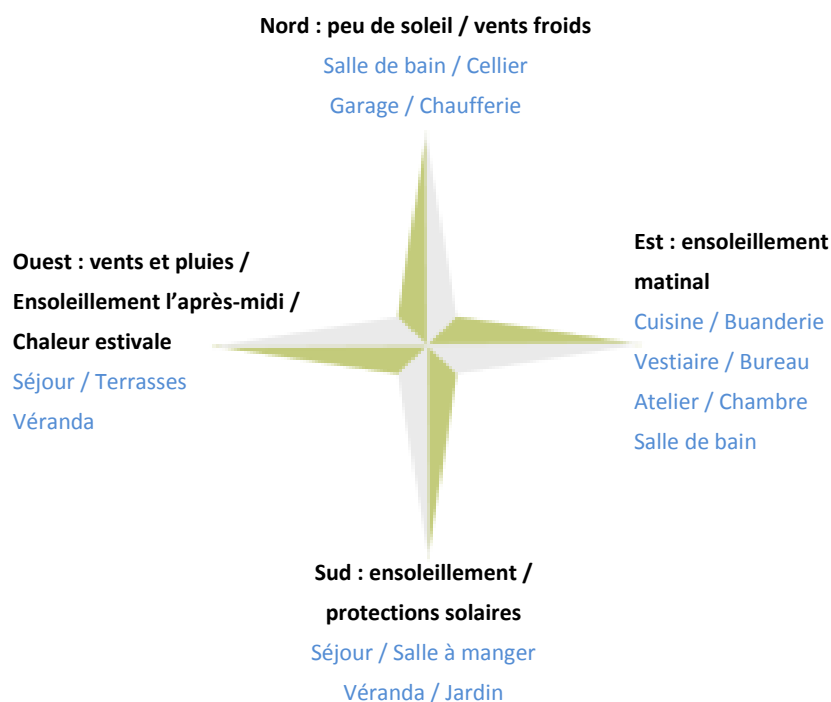 Nord : peu de soleil / vents froids
Salle de bain / Cellier
Garage / Chaufferie
Ouest : vents et pluies /
Ensoleillement l’après-midi /
Chaleur estivale
Séjour / Terrasses
Véranda
Est : ensoleillement
matinal
Cuisine / Buanderie
Vestiaire / Bureau
Atelier / Chambre
Salle de bain
Sud : ensoleillement /
protections solaires
Séjour / Salle à manger
Véranda / Jardin